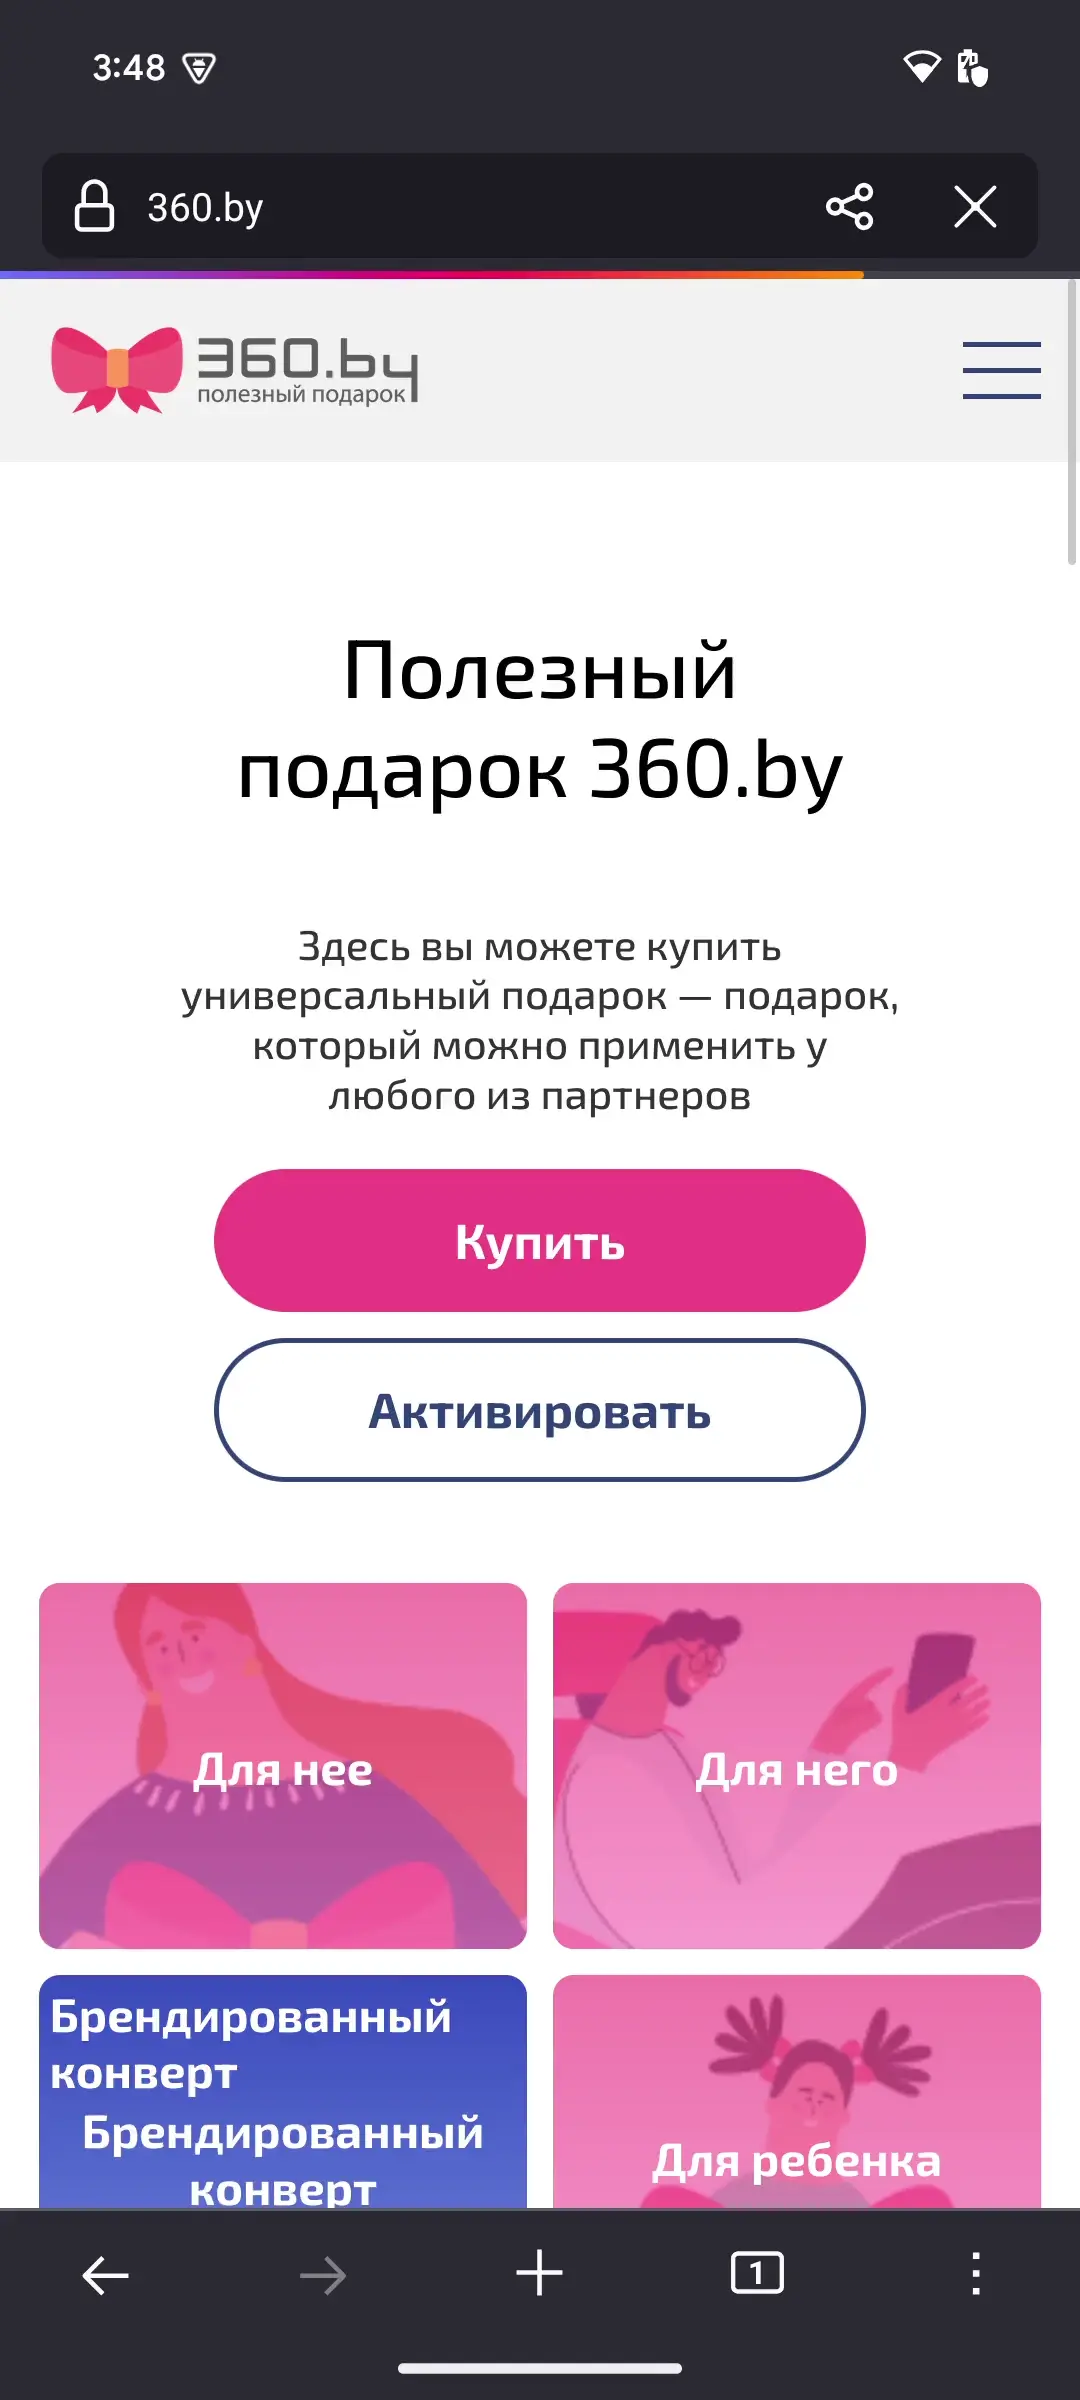 3:48
360.by
360.by
полезный подарок
Полезный
подарок 360.by
Здесь вы можете купить
универсальный подарок — подарок,
который можно применить у
любого из партнеров
Купить
Активировать
Для нее
Для него
Брендированный
конверт
Брендированный
конверт
Для ребенка
1